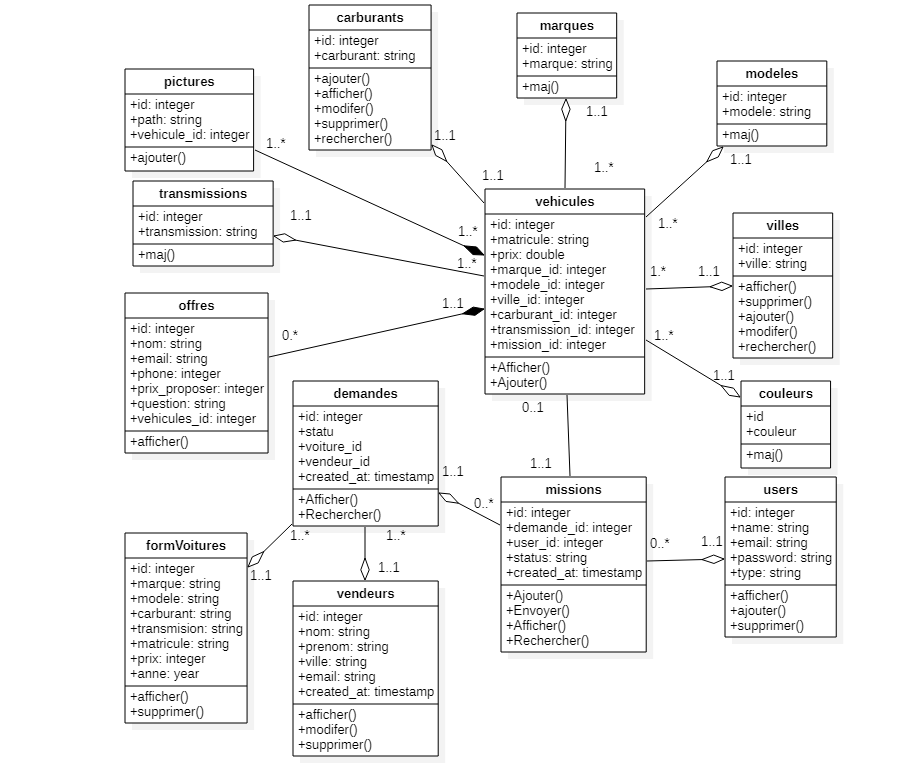 carburants
+id: integer
+carburant: string
+ajouter()
+afficher()
+modifer()
+supprimer()
+rechercher()
marques
+id: integer
+marque: string
+maj()
modeles
+id: integer
+modele: string
+maj()
pictures
+id: integer
+path: string
+vehicule_id: integer
+ajouter()
transmissions
+id: integer
+transmission: string
+maj()
vehicules
+id: integer
+matricule: string
+prix: double
+marque_id: integer
+modele_id: integer
+ville_id: integer
+carburant_id: integer
+transmission_id: integer
+mission_id: integer
+Afficher()
+Ajouter()
villes
+id: integer
+ville: string
+afficher()
+supprimer()
+ajouter()
+modifer()
+rechercher()
offres
+id: integer
+nom: string
+email: string
+phone: integer
+prix_proposer: integer
+question: string
+vehicules_id: integer
+afficher()
demandes
+id: integer
+statu
+voiture_id
+vendeur_id
+created_at: timestamp
+Afficher()
+Rechercher()
couleurs
+id
+couleur
+maj()
missions
+id: integer
+demande_id: integer
+user_id: integer
+status: string
+created_at: timestamp
+Ajouter()
+Envoyer()
+Afficher()
+Rechercher()
users
+id: integer
+name: string
+email: string
+password: string
+type: string
+afficher()
+ajouter()
+supprimer()
formVoitures
+id: integer
+marque: string
+modele: string
+carburant: string
+transmision: string
+matricule: string
+prix: integer
+anne: year
+afficher()
+supprimer()
vendeurs
+id: integer
+nom: string
+prenom: string
+ville: string
+email: string
+created_at: timestamp
+afficher()
+modifer()
+supprimer()
1..*
1..*
1..1
1..1
1..1
1..*
1..1
1..*
1..1
1..*
1.*
1..1
1..*
1..1
0.*
1..1
0..1
1..1
1..1
0..*
0..*
1..1
1..*
1..1
1..*
1..1